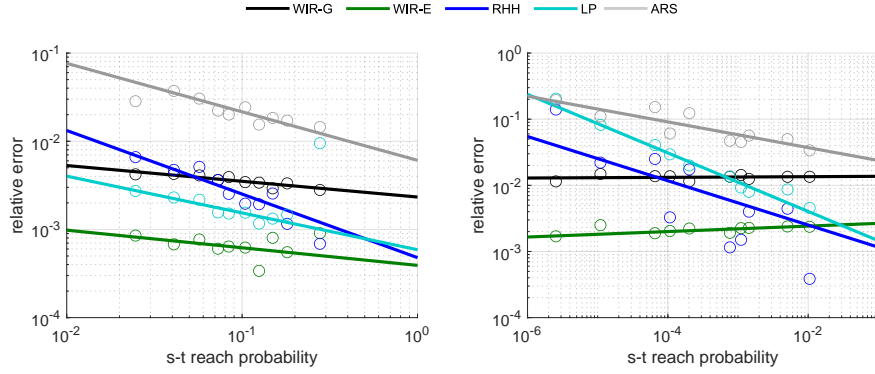 WIR-G WIR-E RHH LP ARS
10^-1
10^-2
10^-3
10^-4
relative error
10^-2 10^-1 10^0
s-t reach probability
10^0
10^-1
10^-2
10^-3
10^-4
relative error
10^-6 10^-4 10^-2
s-t reach probability